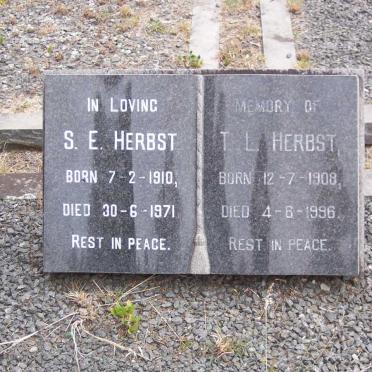 IN LOVING
S. E. HERBST
BORN 7-2-1910,
DIED 30-6-1971
REST IN PEACE.
MEMORY OF
T. L. HERBST,
BORN 12-7-1908,
DIED 4-6-1996.
REST IN PEACE.